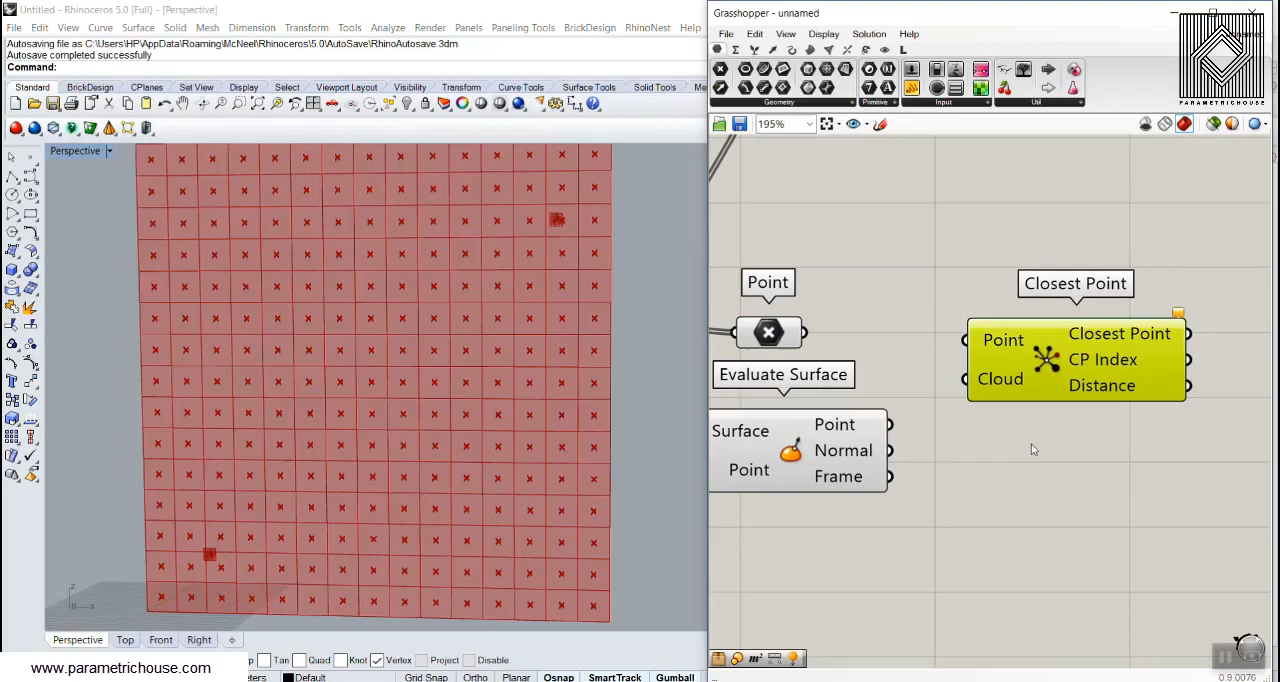 Untitled - Rhinoceros 5.0 [Full] - [Perspective]
File Edit View Curve Surface Solid Mesh Dimension Transform Tools Analyze Render Panels Paneling Tools BrickDesign RhinoNest Help
Autosaving file as C:\Users\HP\AppData\Roaming\McNeel\Rhinoceros\5.0\AutoSave\RhinoAutosave.3dm
Autosave completed successfully
Command:
Standard BrickDesign CPlanes Set View Display Select Viewport Layout Visibility Transform Curve Tools Surface Tools Solid Tools Me
Perspective
z
y x
Perspective Top Front Right
Tan Quad Knot Vertex Project Disable
eters Default Grid Snap Ortho Planar Osnap SmartTrack Gumball
www.parametrichouse.com
Grasshopper - unnamed
File Edit View Display Solution Help
L
Geometry Primitive Input Util
PARAMETRICHOUSE
195%
Point
Evaluate Surface
Surface
Point
Point
Normal
Frame
Closest Point
Point
Cloud
Closest Point
CP Index
Distance
m²
0.9.0076